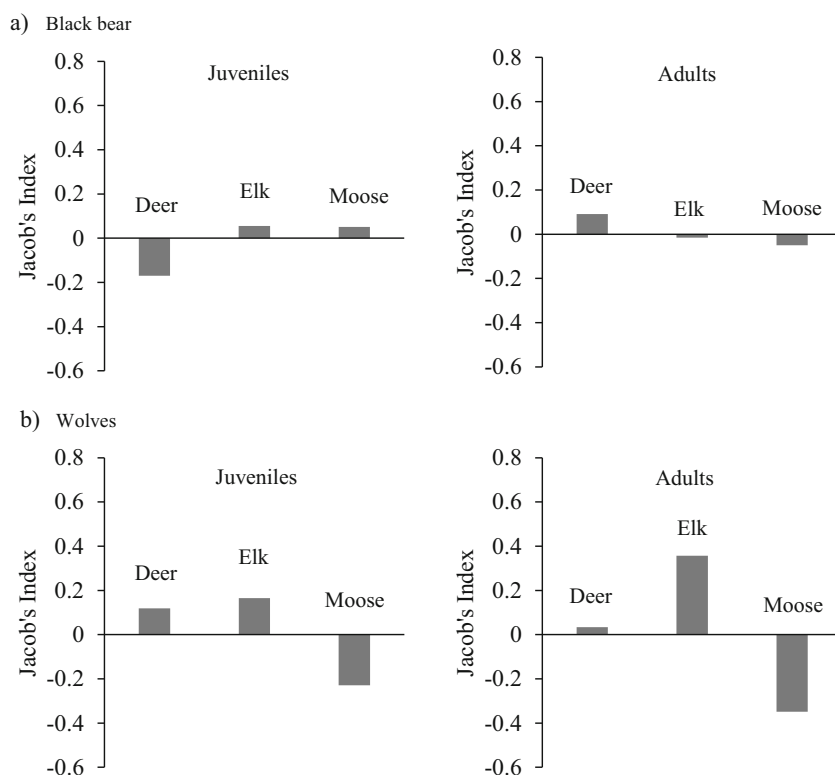 a) Black bear
Juveniles
Jacob's Index
0.8
0.6
0.4
0.2
0
-0.2
-0.4
-0.6
Deer
Elk
Moose
Adults
Jacob's Index
0.8
0.6
0.4
0.2
0
-0.2
-0.4
-0.6
Deer
Elk
Moose
b) Wolves
Juveniles
Jacob's Index
0.8
0.6
0.4
0.2
0
-0.2
-0.4
-0.6
Deer
Elk
Moose
Adults
Jacob's Index
0.8
0.6
0.4
0.2
0
-0.2
-0.4
-0.6
Deer
Elk
Moose